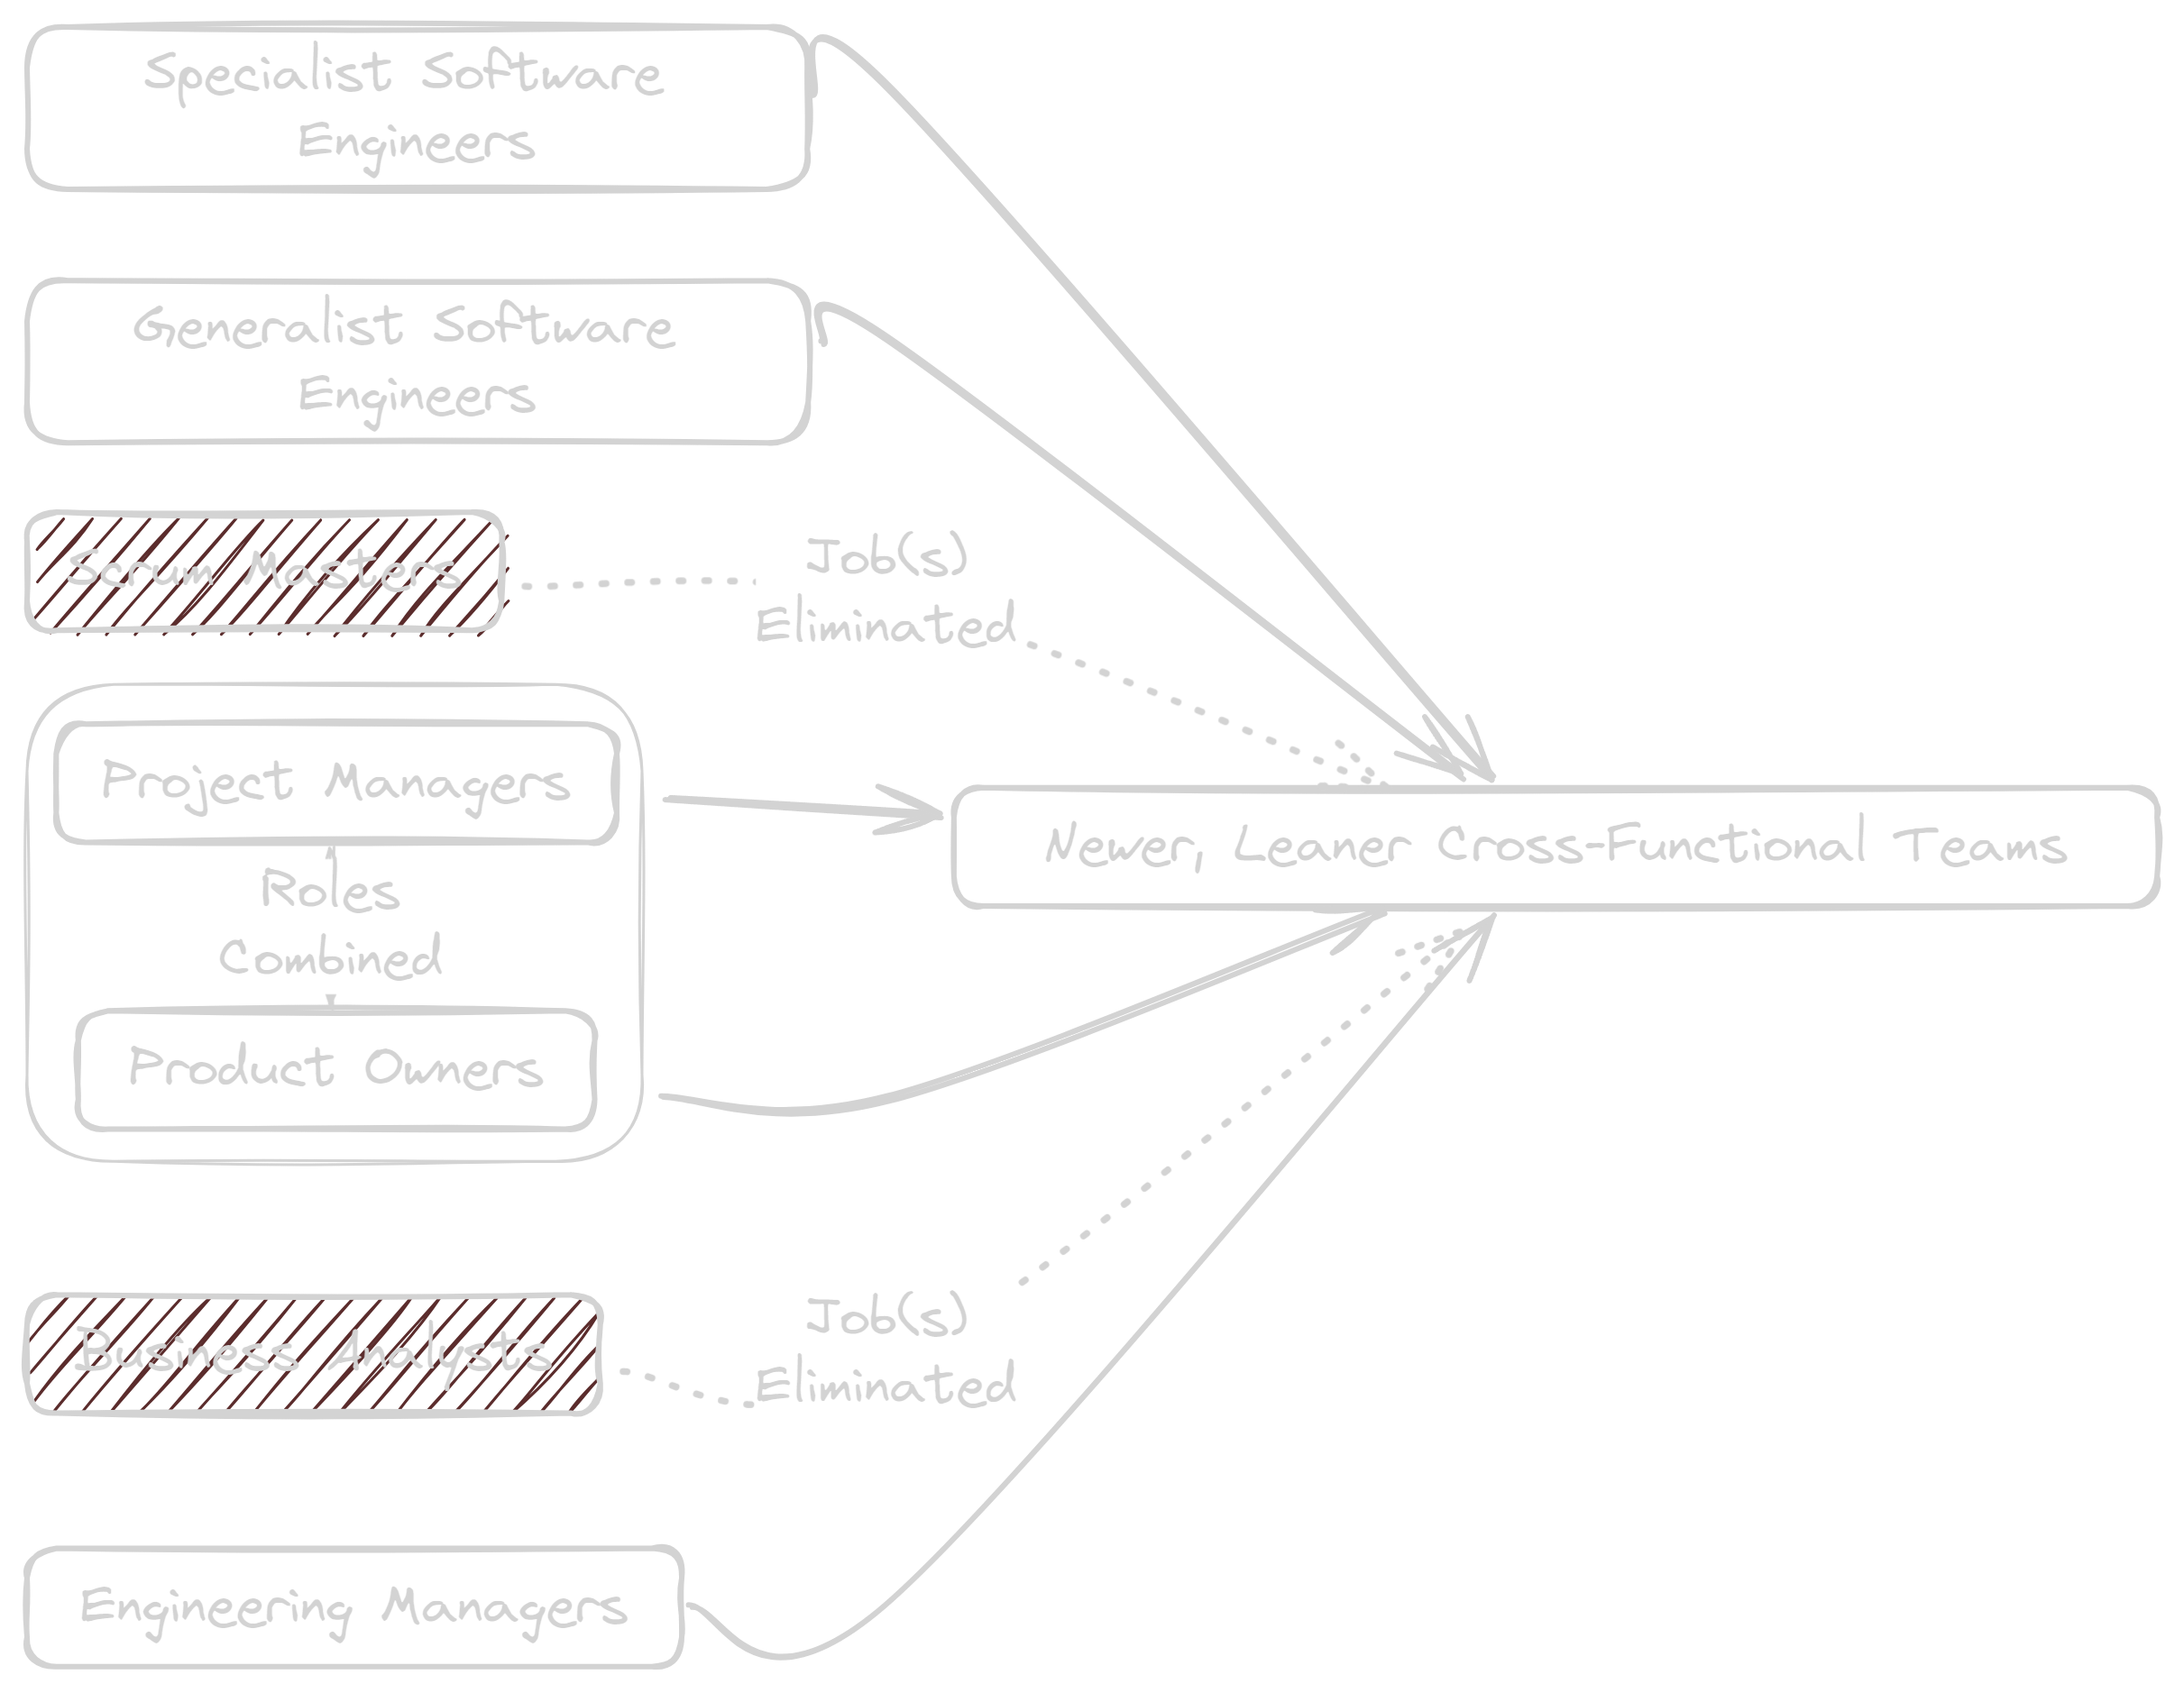 Specialist Software
Engineers
Generalist Software
Engineers
Scrum Masters
Job(s)
Eliminated
Project Managers
Roles
Combined
Product Owners
Newer, Leaner Cross-Functional Teams
Business Analysts
Job(s)
Eliminated
Engineering Managers